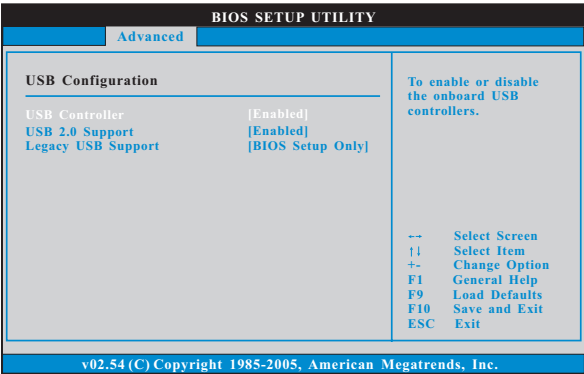 BIOS SETUP UTILITY
Advanced
USB Configuration
USB Controller [Enabled]
USB 2.0 Support [Enabled]
Legacy USB Support [BIOS Setup Only]
To enable or disable
the onboard USB
controllers.
←→ Select Screen
↑↓ Select Item
+- Change Option
F1 General Help
F9 Load Defaults
F10 Save and Exit
ESC Exit
v02.54 (C) Copyright 1985-2005, American Megatrends, Inc.